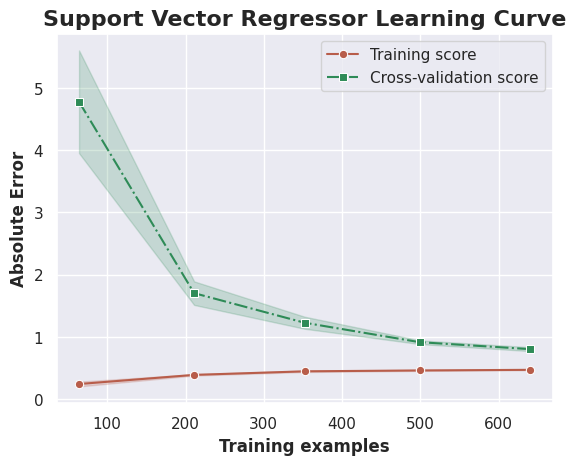 Support Vector Regressor Learning Curve
Training score
Cross-validation score
Absolute Error
5
4
3
2
1
0
100 200 300 400 500 600
Training examples